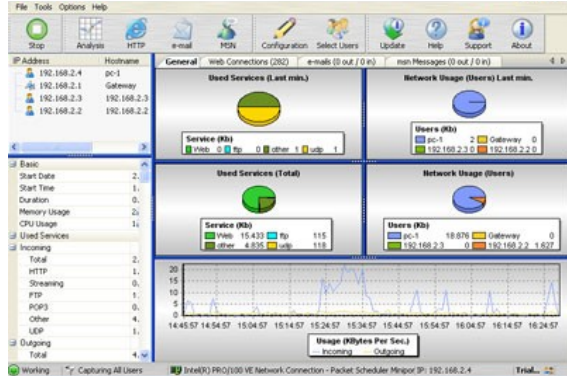 File Tools Options Help
Stop Analysis HTTP e-mail MSN Configuration Select Users Update Help Support About
IP Address Hostname
192.168.2.4 pc-1
192.168.2.1 Gateway
192.168.2.3 192.168.2.3
192.168.2.2 192.168.2.2
General Web Connections (282) e-mails (0 out / 0 in) msn Messages (0 out / 0 in)
Used Services (Last min.)
Service (Kb)
Web 0 ftp 0 other 1 udp 1
Network Usage (Users) Last min.
Users (Kb)
pc-1 2 Gateway 0
192.168.2.3 0 192.168.2.2 0
Basic
Start Date 2.
Start Time 1.
Duration 0.
Memory Usage
CPU Usage
Used Services
Incoming
Total 2.
HTTP 1.
Streaming 0.
FTP 1.
POP3 0.
Other 4.
UDP 1.
Outgoing
Total 4.
Used Services (Total)
Service (Kb)
Web 15.433 ftp 115
other 4.835 udp 118
Network Usage (Users)
Users (Kb)
pc-1 18.876 Gateway 0
192.168.2.3 0 192.168.2.2 1.627
20
15
10
5
0
14:45:57 14:54:57 15:04:57 15:14:57 15:24:57 15:34:57 15:44:57 15:54:57 16:04:57 16:14:57 16:24:57
Usage (KBytes Per Sec.)
Incoming Outgoing
Working Capturing All Users Intel(R) PRO/100 VE Network Connection - Packet Scheduler Miniport IP: 192.168.2.4 Trial...